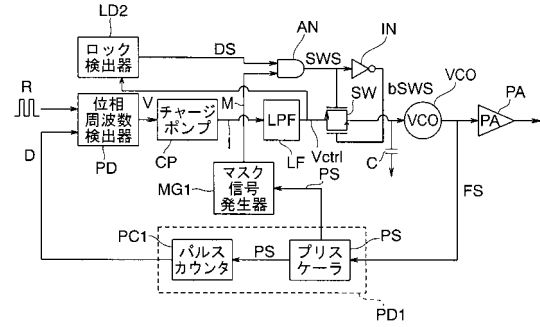 LD2
ロック
検出器
DS
AN
SWS
IN
M
bSWS
VCO
R
位相
周波数
検出器
V
チャージ
ポンプ
I
LPF
SW
VCO
PA
PA
D
PD
CP
LF
Vctrl
C
マスク
信号
発生器
MG1
PS
FS
PC1
パルス
カウンタ
PS
プリス
ケーラ
PS
PD1